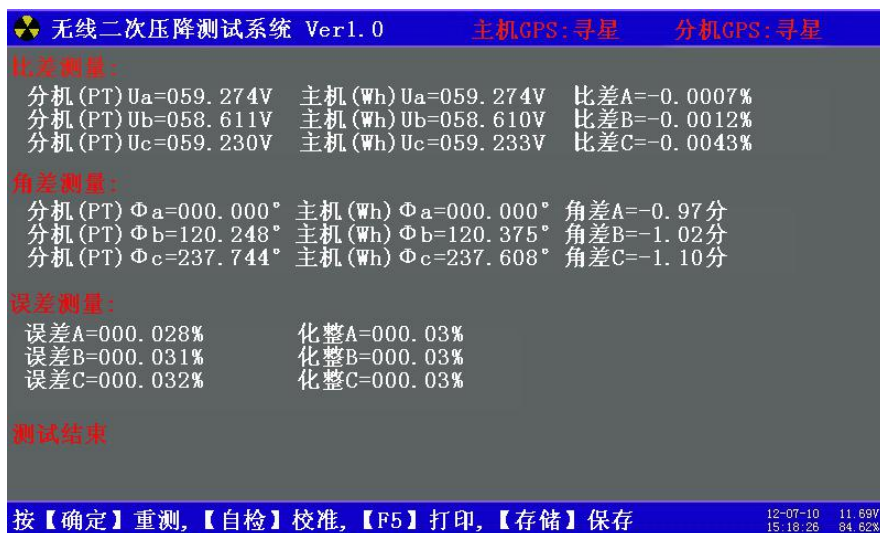 无线二次压降测试系统 Ver1.0 主机GPS:寻星 分机GPS:寻星
比差测量:
分机(PT)Ua=059.274V 主机(Wh)Ua=059.274V 比差A=-0.0007%
分机(PT)Ub=058.611V 主机(Wh)Ub=058.610V 比差B=-0.0012%
分机(PT)Uc=059.230V 主机(Wh)Uc=059.233V 比差C=-0.0043%
角差测量:
分机(PT)Φa=000.000° 主机(Wh)Φa=000.000° 角差A=-0.97分
分机(PT)Φb=120.248° 主机(Wh)Φb=120.375° 角差B=-1.02分
分机(PT)Φc=237.744° 主机(Wh)Φc=237.608° 角差C=-1.10分
误差测量:
误差A=000.028% 化整A=000.03%
误差B=000.031% 化整B=000.03%
误差C=000.032% 化整C=000.03%
测试结束
按【确定】重测,【自检】校准,【F5】打印,【存储】保存 12-07-10 11.69V
15:18:26 84.62%